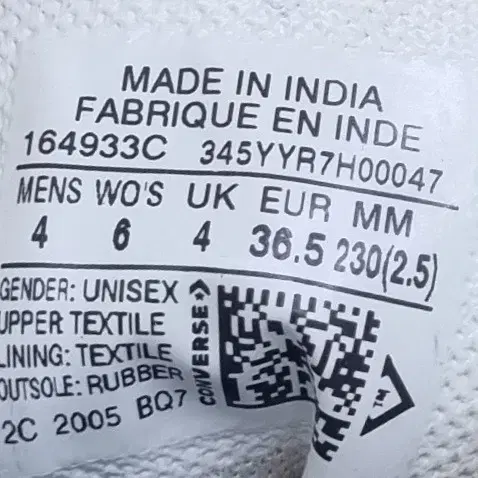 MADE IN INDIA
FABRIQUE EN INDE
164933C 345YYR7H00047
MENS WO'S UK EUR MM
4 6 4 36.5 230(2.5)
GENDER: UNISEX
UPPER TEXTILE
LINING: TEXTILE
OUTSOLE: RUBBER
2C 2005 BQ7
CONVERSE
TM